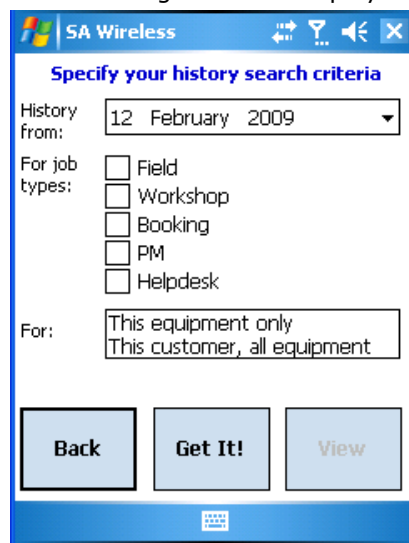 SA Wireless
Specify your history search criteria
History from:
12 February 2009
For job types:
Field
Workshop
Booking
PM
Helpdesk
For:
This equipment only
This customer, all equipment
Back
Get It!
View